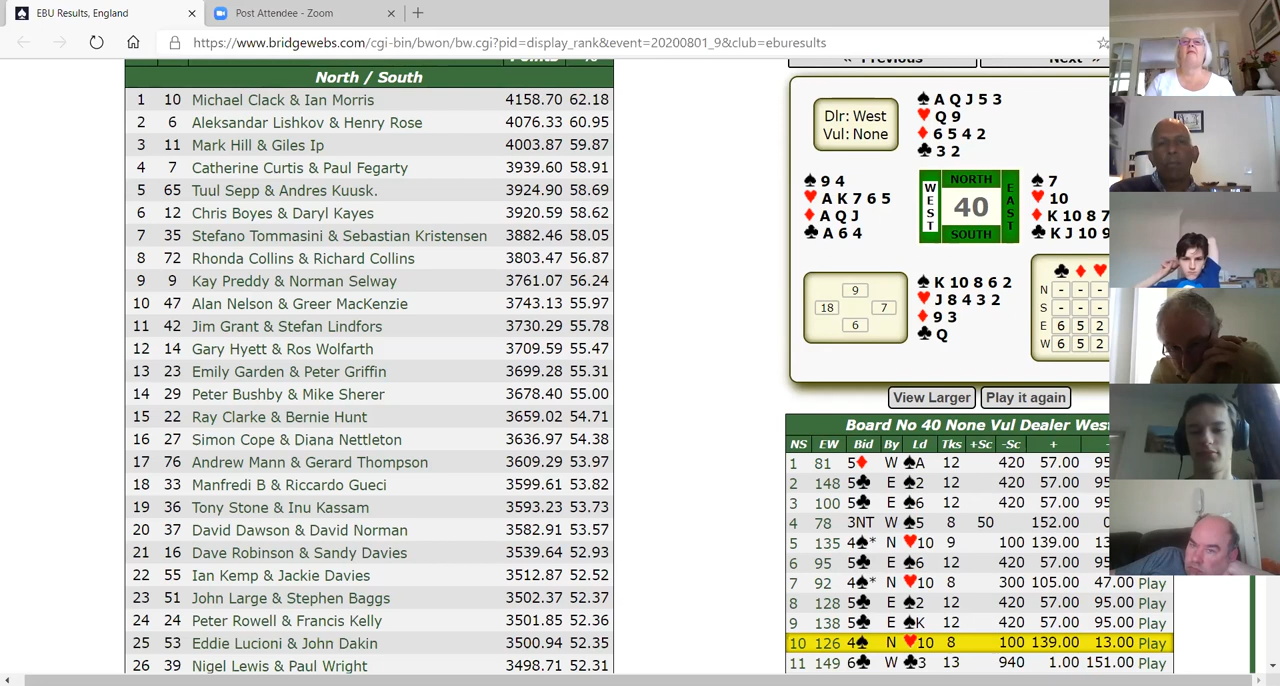 EBU Results, England
Post Attendee - Zoom
https://www.bridgewebs.com/cgi-bin/bwon/bw.cgi?pid=display_rank&event=20200801_9&club=eburesults
Points %
North / South
1 10 Michael Clack & Ian Morris 4158.70 62.18
2 6 Aleksandar Lishkov & Henry Rose 4076.33 60.95
3 11 Mark Hill & Giles Ip 4003.87 59.87
4 7 Catherine Curtis & Paul Fegarty 3939.60 58.91
5 65 Tuul Sepp & Andres Kuusk. 3924.90 58.69
6 12 Chris Boyes & Daryl Kayes 3920.59 58.62
7 35 Stefano Tommasini & Sebastian Kristensen 3882.46 58.05
8 72 Rhonda Collins & Richard Collins 3803.47 56.87
9 9 Kay Preddy & Norman Selway 3761.07 56.24
10 47 Alan Nelson & Greer MacKenzie 3743.13 55.97
11 42 Jim Grant & Stefan Lindfors 3730.29 55.78
12 14 Gary Hyett & Ros Wolfarth 3709.59 55.47
13 23 Emily Garden & Peter Griffin 3699.28 55.31
14 29 Peter Bushby & Mike Sherer 3678.40 55.00
15 22 Ray Clarke & Bernie Hunt 3659.02 54.71
16 27 Simon Cope & Diana Nettleton 3636.97 54.38
17 76 Andrew Mann & Gerard Thompson 3609.29 53.97
18 33 Manfredi B & Riccardo Gueci 3599.61 53.82
19 36 Tony Stone & Inu Kassam 3593.23 53.73
20 37 David Dawson & David Norman 3582.91 53.57
21 16 Dave Robinson & Sandy Davies 3539.64 52.93
22 55 Ian Kemp & Jackie Davies 3512.87 52.52
23 51 John Large & Stephen Baggs 3502.37 52.37
24 24 Peter Rowell & Francis Kelly 3501.85 52.36
25 53 Eddie Lucioni & John Dakin 3500.94 52.35
26 39 Nigel Lewis & Paul Wright 3498.71 52.31
« Previous Next »
Dlr: West
Vul: None
♠ A Q J 5 3
♥ Q 9
♦ 6 5 4 2
♣ 3 2
♠ 9 4
♥ A K 7 6 5
♦ A Q J
♣ A 6 4
NORTH
WEST
40
EAST
SOUTH
♠ 7
♥ 10
♦ K 10 8 7
♣ K J 10 9
9
18 7
6
♠ K 10 8 6 2
♥ J 8 4 3 2
♦ 9 3
♣ Q
♣ ♦ ♥
N - - -
S - - -
E 6 5 2
W 6 5 2
View Larger Play it again
Board No 40 None Vul Dealer West
NS EW Bid By Ld Tks +Sc -Sc + -
1 81 5♦ W ♠A 12 420 57.00 95
2 148 5♣ E ♠2 12 420 57.00 95
3 100 5♣ E ♠6 12 420 57.00 95
4 78 3NT W ♠5 8 50 152.00 0
5 135 4♠* N ♥10 9 100 139.00 13
6 95 5♣ E ♠6 12 420 57.00 95
7 92 4♠* N ♥10 8 300 105.00 47.00 Play
8 128 5♣ E ♠2 12 420 57.00 95.00 Play
9 138 5♣ E ♠K 12 420 57.00 95.00 Play
10 126 4♠ N ♥10 8 100 139.00 13.00 Play
11 149 6♣ W ♣3 13 940 1.00 151.00 Play